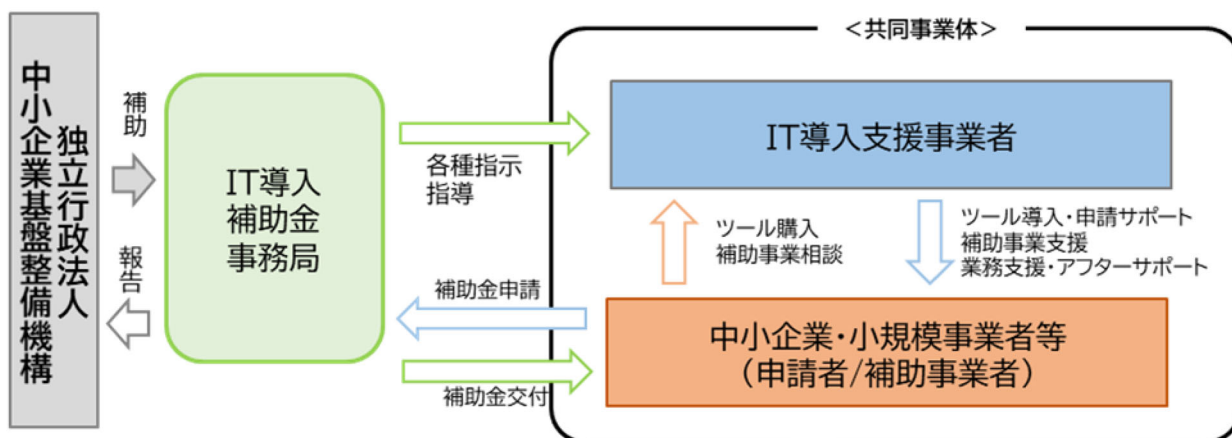 独立行政法人
中小企業基盤整備機構
補助
報告
IT導入
補助金
事務局
各種指示
指導
補助金申請
補助金交付
＜共同事業体＞
IT導入支援事業者
ツール購入
補助事業相談
ツール導入・申請サポート
補助事業支援
業務支援・アフターサポート
中小企業・小規模事業者等
（申請者/補助事業者）